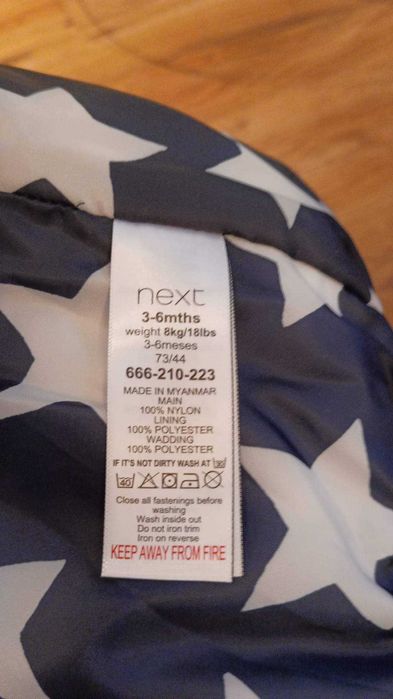 next
3-6mths
weight 8kg/18lbs
3-6meses
73/44
666-210-223
MADE IN MYANMAR
MAIN
100% NYLON
LINING
100% POLYESTER
WADDING
100% POLYESTER
IF IT'S NOT DIRTY WASH AT 30
40
Close all fastenings before
washing
Wash inside out
Do not iron trim
Iron on reverse
KEEP AWAY FROM FIRE